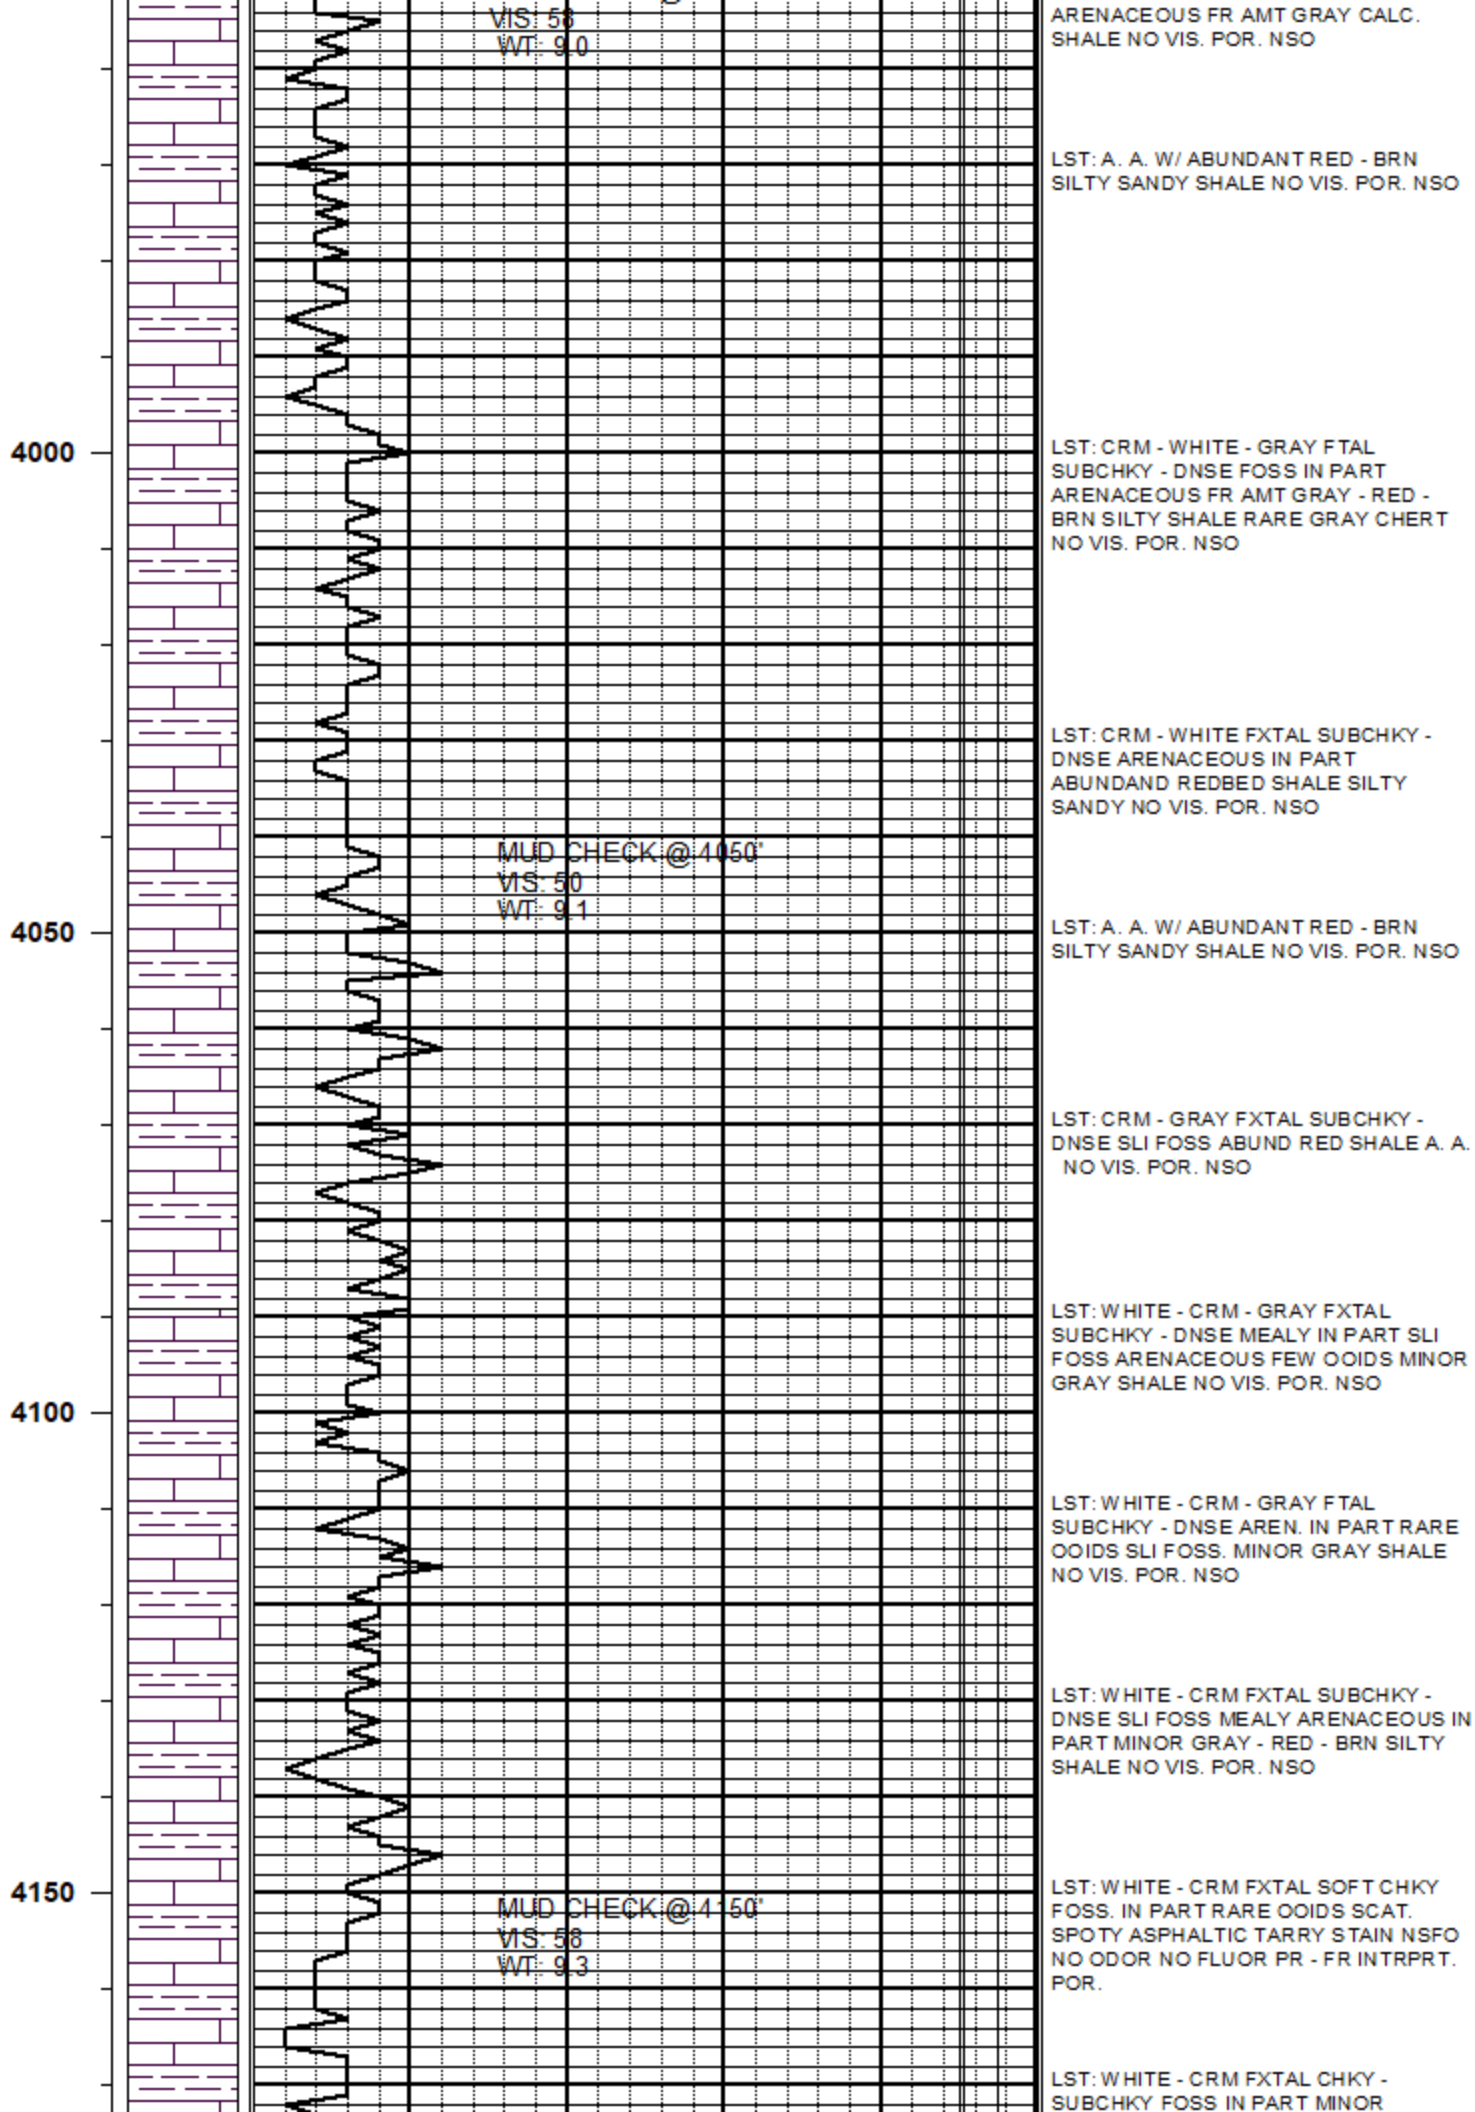 VIS: 58
WT: 9.0
ARENACEOUS FR AMT GRAY CALC.
SHALE NO VIS. POR. NSO
LST: A. A. W/ ABUNDANT RED - BRN
SILTY SANDY SHALE NO VIS. POR. NSO
4000
LST: CRM - WHITE - GRAY FTAL
SUBCHKY - DNSE FOSS IN PART
ARENACEOUS FR AMT GRAY - RED -
BRN SILTY SHALE RARE GRAY CHERT
NO VIS. POR. NSO
LST: CRM - WHITE FXTAL SUBCHKY -
DNSE ARENACEOUS IN PART
ABUNDAND REDBED SHALE SILTY
SANDY NO VIS. POR. NSO
MUD CHECK @ 4050'
VIS: 50
WT: 9.1
4050
LST: A. A. W/ ABUNDANT RED - BRN
SILTY SANDY SHALE NO VIS. POR. NSO
LST: CRM - GRAY FXTAL SUBCHKY -
DNSE SLI FOSS ABUND RED SHALE A. A.
NO VIS. POR. NSO
LST: WHITE - CRM - GRAY FXTAL
SUBCHKY - DNSE MEALY IN PART SLI
FOSS ARENACEOUS FEW OOIDS MINOR
GRAY SHALE NO VIS. POR. NSO
4100
LST: WHITE - CRM - GRAY FTAL
SUBCHKY - DNSE AREN. IN PART RARE
OOIDS SLI FOSS. MINOR GRAY SHALE
NO VIS. POR. NSO
LST: WHITE - CRM FXTAL SUBCHKY -
DNSE SLI FOSS MEALY ARENACEOUS IN
PART MINOR GRAY - RED - BRN SILTY
SHALE NO VIS. POR. NSO
4150
MUD CHECK @ 4150'
VIS: 58
WT: 9.3
LST: WHITE - CRM FXTAL SOFT CHKY
FOSS. IN PART RARE OOIDS SCAT.
SPOTY ASPHALTIC TARRY STAIN NSFO
NO ODOR NO FLUOR PR - FR INTRPRT.
POR.
LST: WHITE - CRM FXTAL CHKY -
SUBCHKY FOSS IN PART MINOR